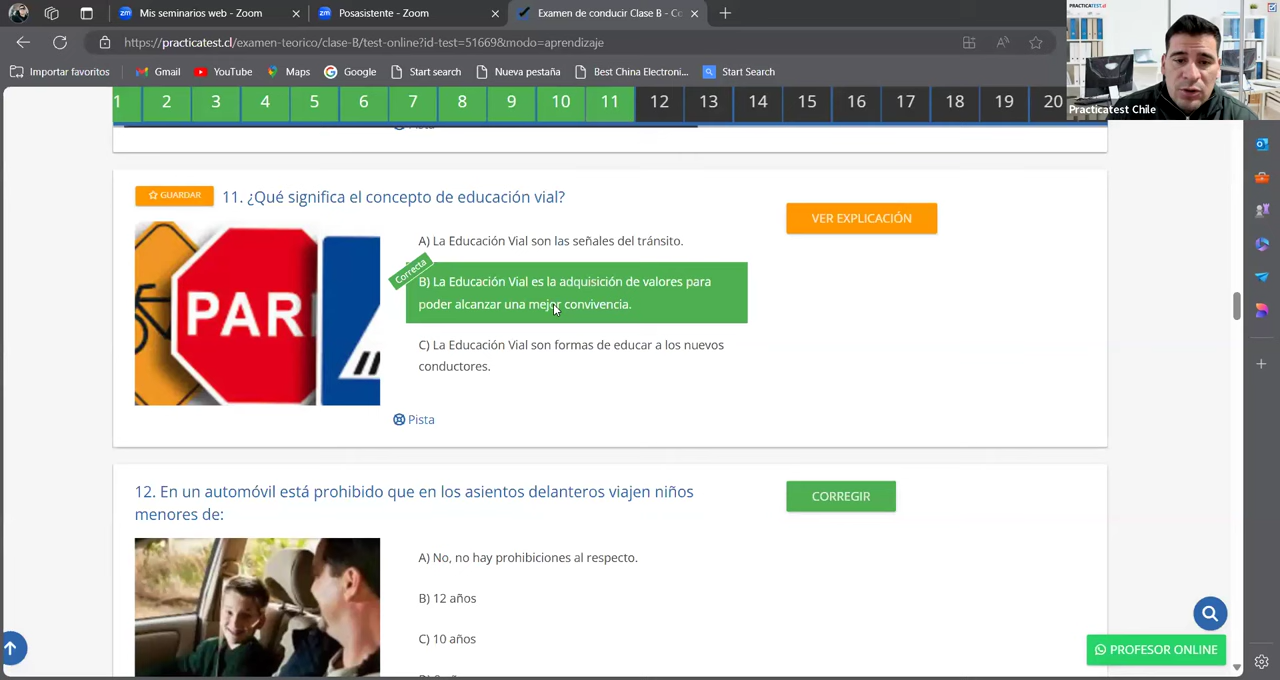 Mis seminarios web - Zoom
Posasistente - Zoom
Examen de conducir Clase B - Co
PRACTICATEST.cl
https://practicatest.cl/examen-teorico/clase-B/test-online?id-test=51669&modo=aprendizaje
Importar favoritos
Gmail
YouTube
Maps
Google
Start search
Nueva pestaña
Best China Electroni...
Start Search
Practicatest Chile
1 2 3 4 5 6 7 8 9 10 11 12 13 14 15 16 17 18 19 20
Pista
GUARDAR
11. ¿Qué significa el concepto de educación vial?
VER EXPLICACIÓN
PAR
A) La Educación Vial son las señales del tránsito.
Correcta
B) La Educación Vial es la adquisición de valores para
poder alcanzar una mejor convivencia.
C) La Educación Vial son formas de educar a los nuevos
conductores.
Pista
12. En un automóvil está prohibido que en los asientos delanteros viajen niños
menores de:
CORREGIR
A) No, no hay prohibiciones al respecto.
B) 12 años
C) 10 años
PROFESOR ONLINE